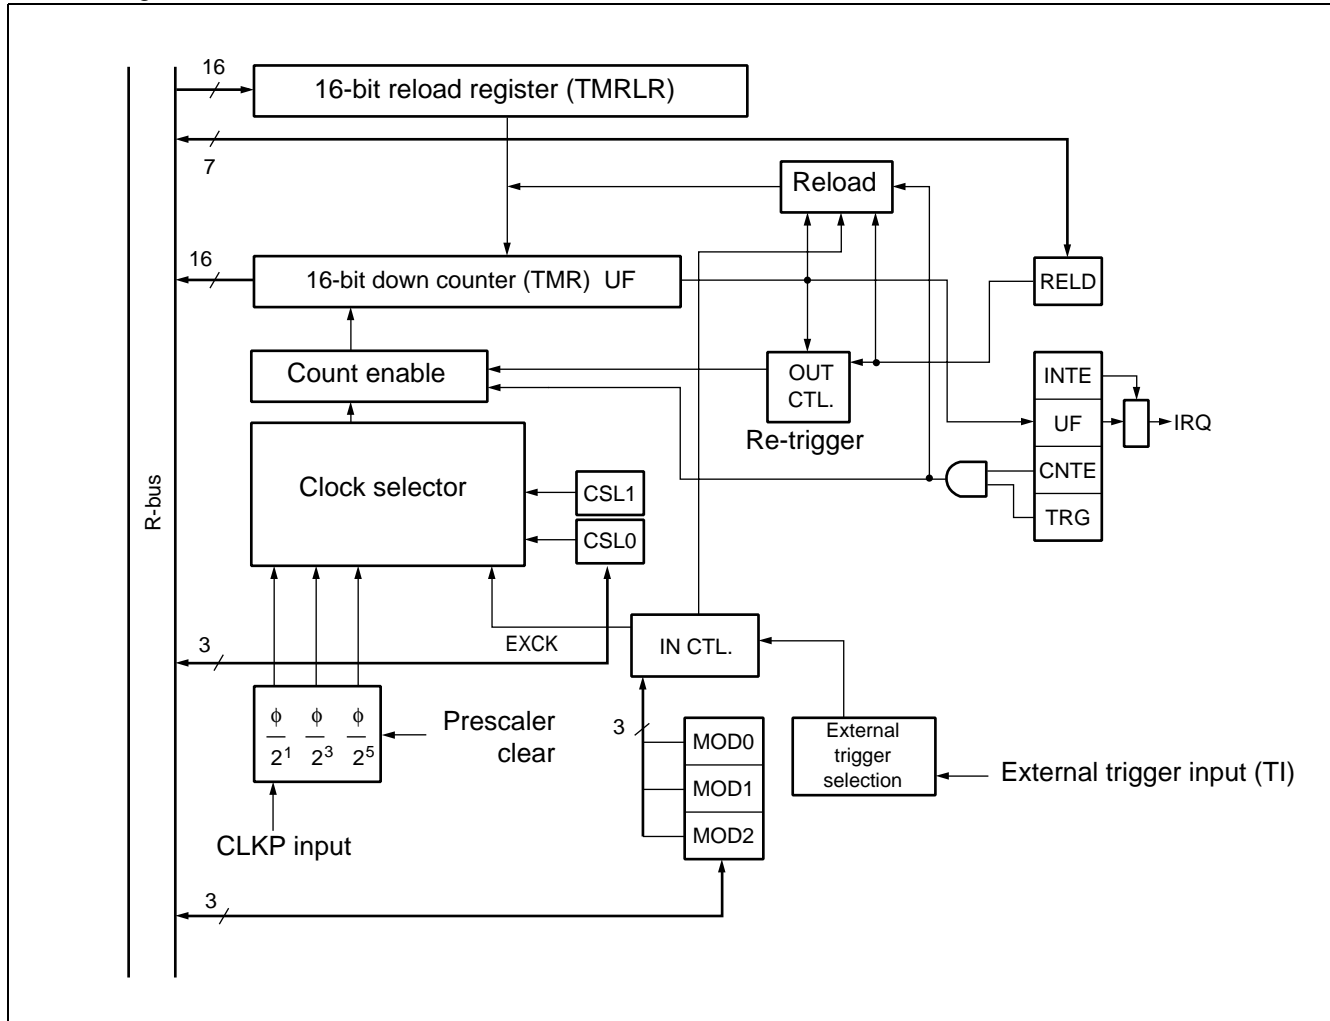 16
16-bit reload register (TMRLR)
7
Reload
16
16-bit down counter (TMR) UF
RELD
Count enable
OUT
CTL.
INTE
Re-trigger
UF
IRQ
CNTE
TRG
Clock selector
CSL1
CSL0
R-bus
EXCK
IN CTL.
3
φ
2¹
φ
2³
φ
2⁵
Prescaler
clear
3
MOD0
MOD1
MOD2
External
trigger
selection
External trigger input (TI)
CLKP input
3